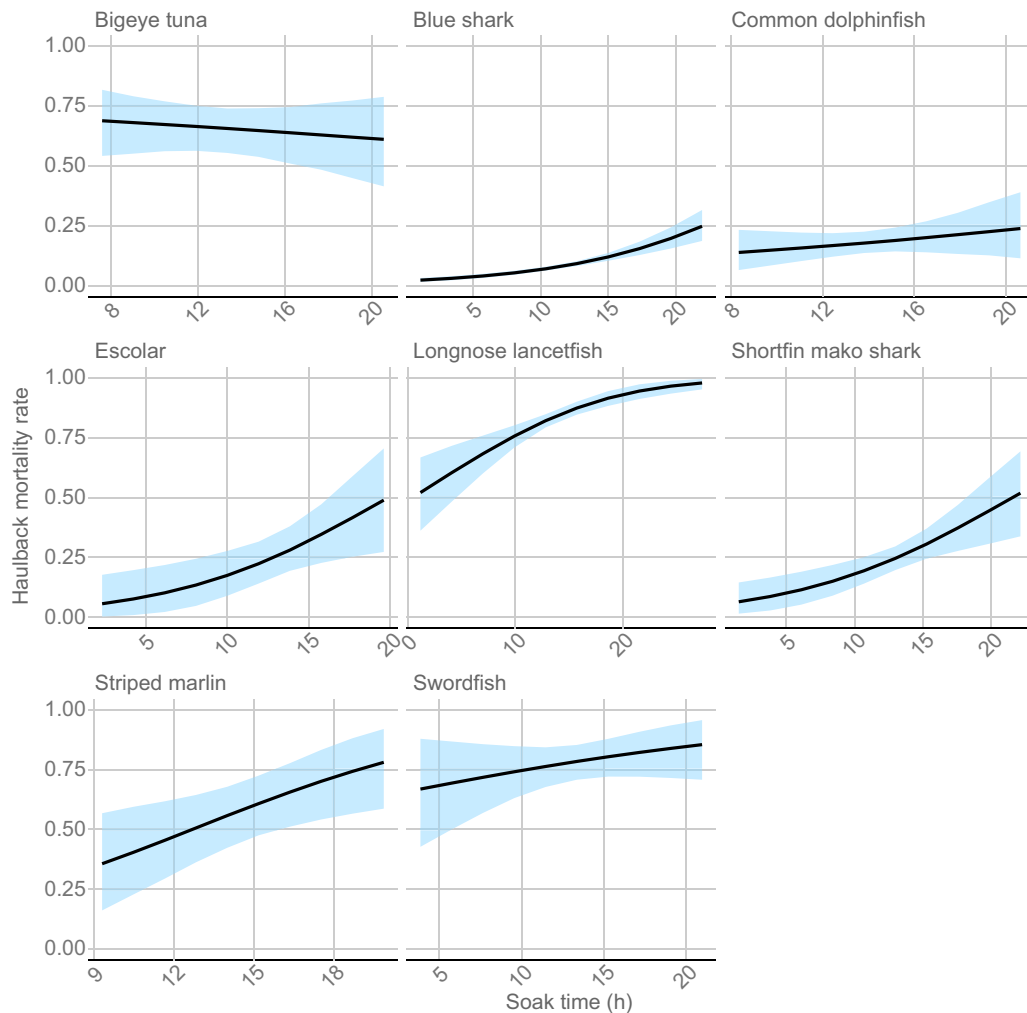 Bigeye tuna
Blue shark
Common dolphinfish
1.00
0.75
0.50
0.25
0.00
8 12 16 20
5 10 15 20
8 12 16 20
Escolar
Longnose lancetfish
Shortfin mako shark
Haulback mortality rate
1.00
0.75
0.50
0.25
0.00
5 10 15 20
0 10 20
5 10 15 20
Striped marlin
Swordfish
1.00
0.75
0.50
0.25
0.00
9 12 15 18
5 10 15 20
Soak time (h)